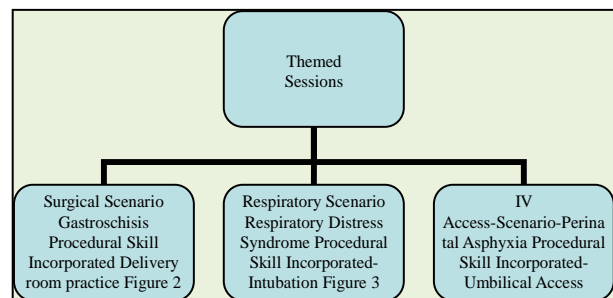 Themed
Sessions
Surgical Scenario
Gastroschisis
Procedural Skill
Incorporated Delivery
room practice Figure 2
Respiratory Scenario
Respiratory Distress
Syndrome Procedural
Skill Incorporated-
Intubation Figure 3
IV
Access-Scenario-Perina
tal Asphyxia Procedural
Skill Incorporated-
Umbilical Access